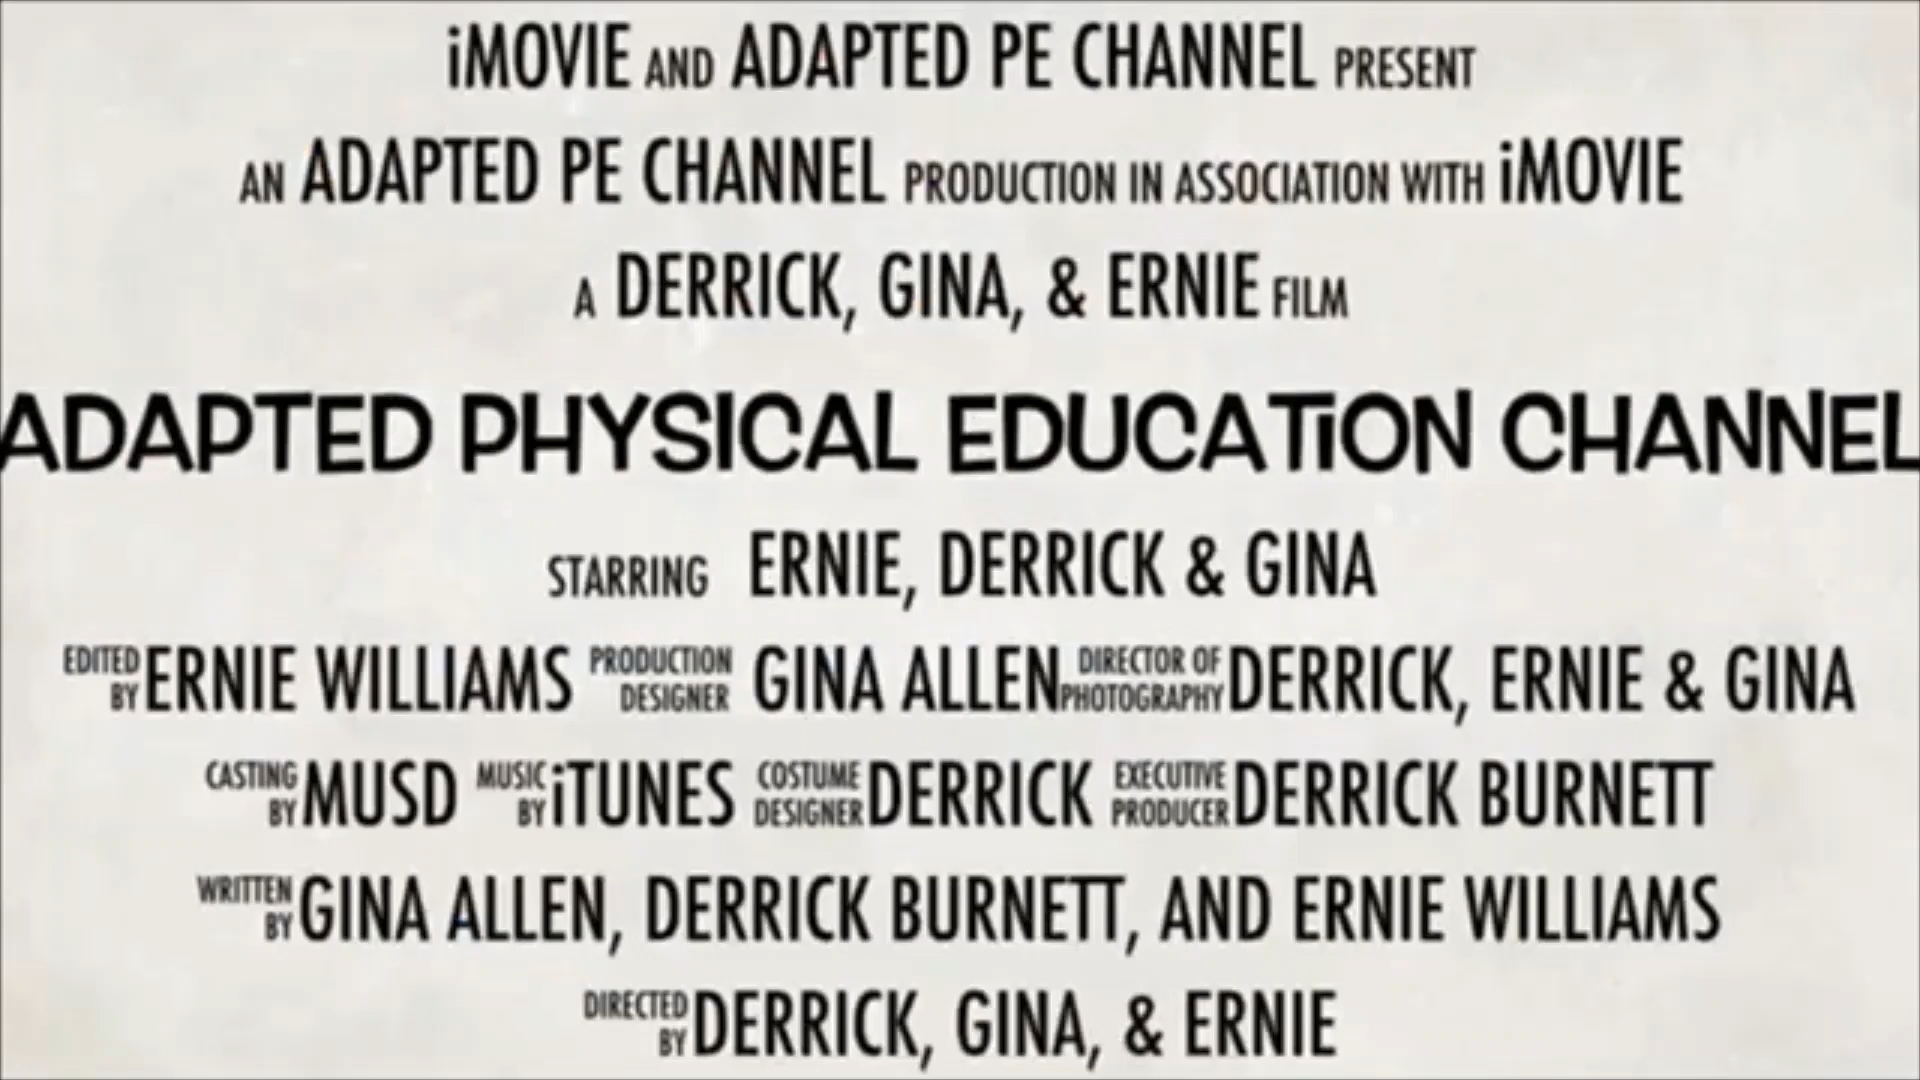 iMOVIE AND ADAPTED PE CHANNEL PRESENT
AN ADAPTED PE CHANNEL PRODUCTION IN ASSOCIATION WITH iMOVIE
A DERRICK, GINA, & ERNIE FILM
ADAPTED PHYSICAL EDUCATiON CHANNEL
STARRING ERNIE, DERRICK & GINA
EDITED BY ERNIE WILLIAMS PRODUCTION DESIGNER GINA ALLEN DIRECTOR OF PHOTOGRAPHY DERRICK, ERNIE & GINA
CASTING BY MUSD MUSIC BY iTUNES COSTUME DESIGNER DERRICK EXECUTIVE PRODUCER DERRICK BURNETT
WRITTEN BY GINA ALLEN, DERRICK BURNETT, AND ERNIE WILLIAMS
DIRECTED BY DERRICK, GINA, & ERNIE